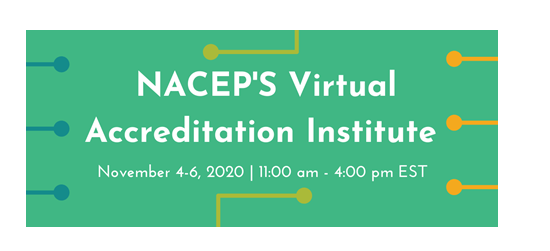 NACEP'S Virtual
Accreditation Institute
November 4-6, 2020 | 11:00 am - 4:00 pm EST